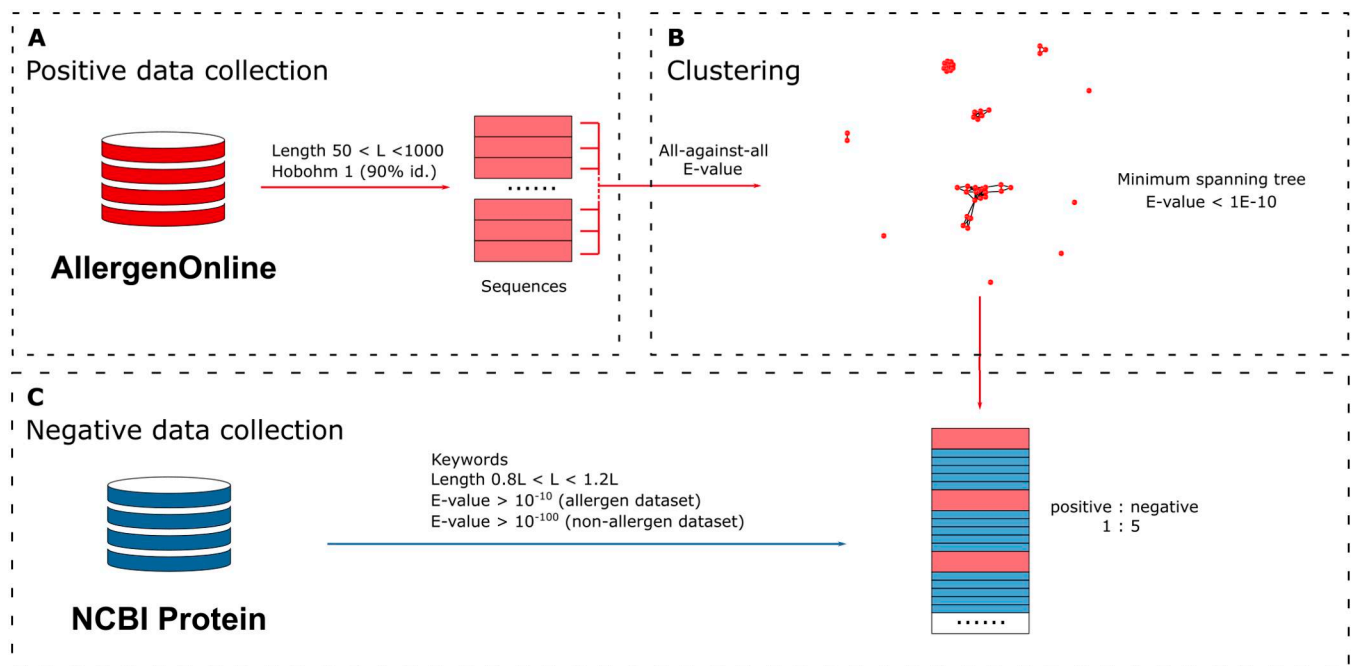 A
Positive data collection
Length 50 < L <1000
Hobohm 1 (90% id.)
AllergenOnline
......
Sequences
B
Clustering
All-against-all
E-value
Minimum spanning tree
E-value < 1E-10
C
Negative data collection
Keywords
Length 0.8L < L < 1.2L
E-value > 10⁻¹⁰ (allergen dataset)
E-value > 10⁻¹⁰⁰ (non-allergen dataset)
NCBI Protein
positive : negative
1 : 5
......